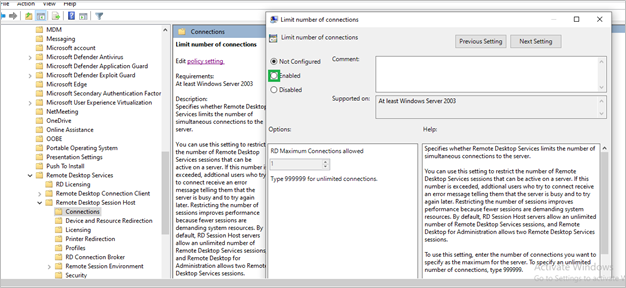 File Action View Help
MDM
Messaging
Microsoft account
Microsoft Defender Antivirus
Microsoft Defender Application Guard
Microsoft Defender Exploit Guard
Microsoft Edge
Microsoft Secondary Authentication Factor
Microsoft User Experience Virtualization
NetMeeting
OneDrive
Online Assistance
OOBE
Portable Operating System
Presentation Settings
Push To Install
Remote Desktop Services
RD Licensing
Remote Desktop Connection Client
Remote Desktop Session Host
Connections
Device and Resource Redirection
Licensing
Printer Redirection
Profiles
RD Connection Broker
Remote Session Environment
Security
Connections
Limit number of connections
Edit policy setting.
Requirements:
At least Windows Server 2003
Description:
Specifies whether Remote Desktop
Services limits the number of
simultaneous connections to the
server.
You can use this setting to restrict
the number of Remote Desktop
Services sessions that can be
active on a server. If this number
is exceeded, addtional users who try
to connect receive an error
message telling them that the
server is busy and to try again
later. Restricting the number of
sessions improves performance
because fewer sessions are
demanding system resources. By
default, RD Session Host servers
allow an unlimited number of
Remote Desktop Services sessions,
and Remote Desktop for
Administration allows two Remote
Desktop Services sessions.
Limit number of connections
Limit number of connections
Previous Setting
Next Setting
Not Configured
Enabled
Disabled
Comment:
Supported on:
At least Windows Server 2003
Options:
Help:
RD Maximum Connections allowed
1
Type 999999 for unlimited connections.
Specifies whether Remote Desktop Services limits the number of
simultaneous connections to the server.
You can use this setting to restrict the number of Remote Desktop
Services sessions that can be active on a server. If this number is
exceeded, addtional users who try to connect receive an error
message telling them that the server is busy and to try again later.
Restricting the number of sessions improves performance because
fewer sessions are demanding system resources. By default, RD
Session Host servers allow an unlimited number of Remote
Desktop Services sessions, and Remote Desktop for Administration
allows two Remote Desktop Services sessions.
To use this setting, enter the number of connections you want to
specify as the maximum for the server. To specify an unlimited
number of connections, type 999999.
Activate Windows
Go to Settings to activate W